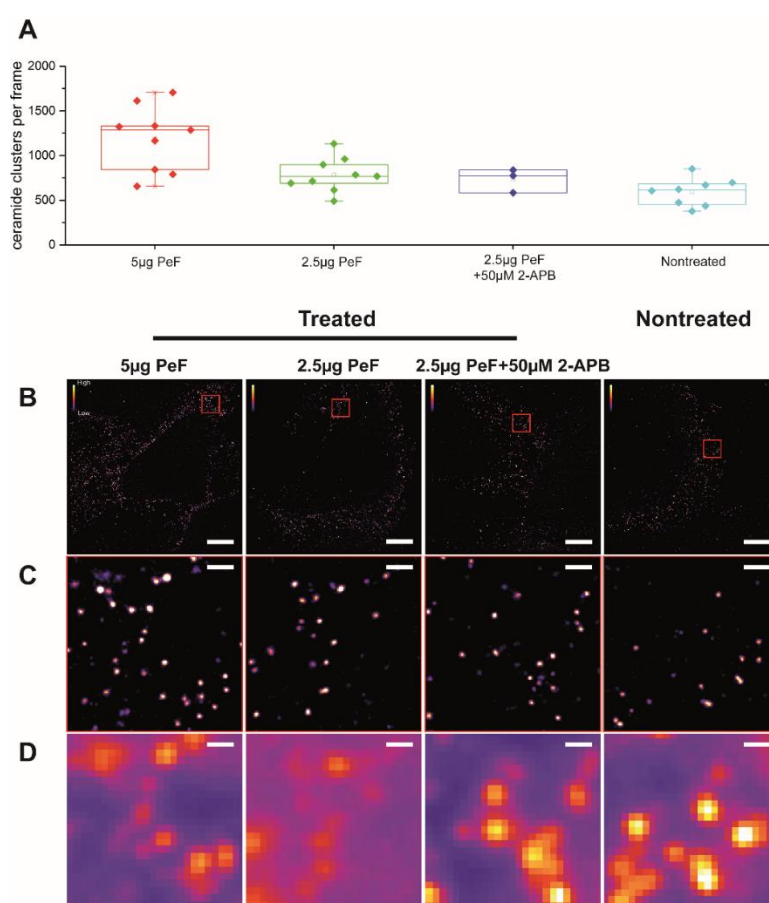 A
ceramide clusters per frame
2000
1500
1000
500
0
5µg PeF
2.5µg PeF
2.5µg PeF
+50µM 2-APB
Nontreated
Treated
Nontreated
5µg PeF
2.5µg PeF
2.5µg PeF+50µM 2-APB
B
High
Low
C
D